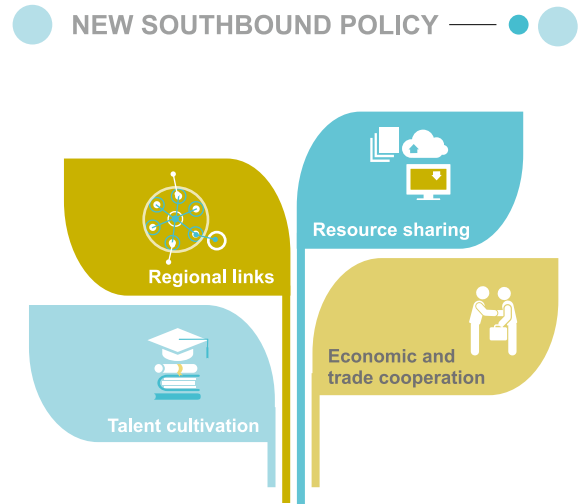 NEW SOUTHBOUND POLICY
Resource sharing
Regional links
Economic and
trade cooperation
Talent cultivation